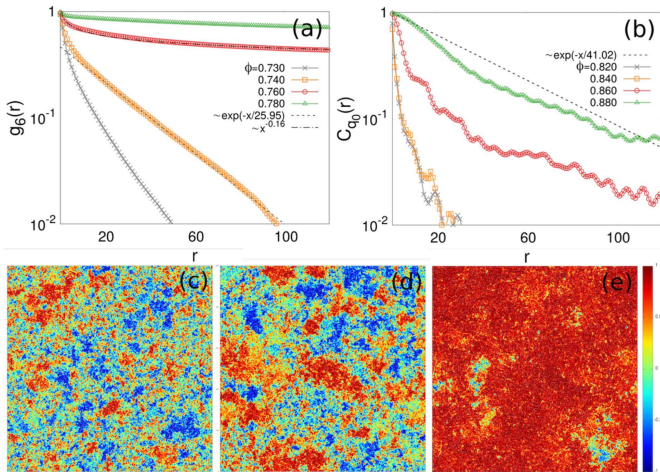 (a)
1
10⁻¹
10⁻²
g₆(r)
ϕ=0.730
0.740
0.760
0.780
~exp(-x/25.95)
~x^-0.16
20
60
100
r
(b)
10⁰
10⁻¹
10⁻²
C_q₀(r)
~exp(-x/41.02)
ϕ=0.820
0.840
0.860
0.880
20
60
100
r
(c)
(d)
(e)